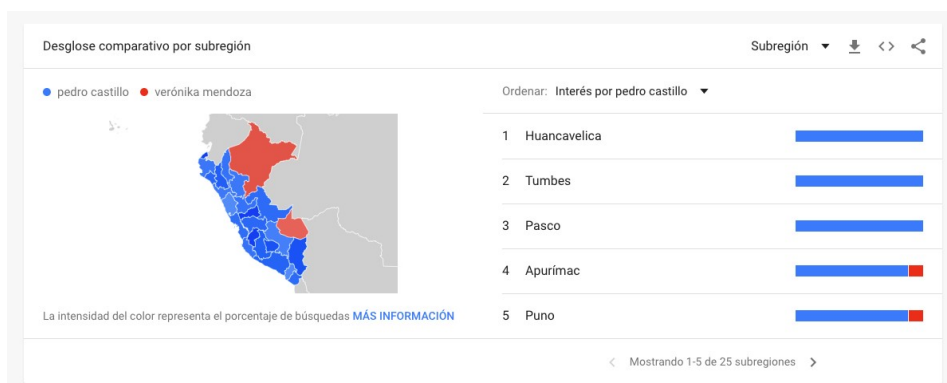 Desglose comparativo por subregión
Subregión
pedro castillo
verónika mendoza
La intensidad del color representa el porcentaje de búsquedas MÁS INFORMACIÓN
Ordenar: Interés por pedro castillo
1 Huancavelica
2 Tumbes
3 Pasco
4 Apurímac
5 Puno
Mostrando 1-5 de 25 subregiones